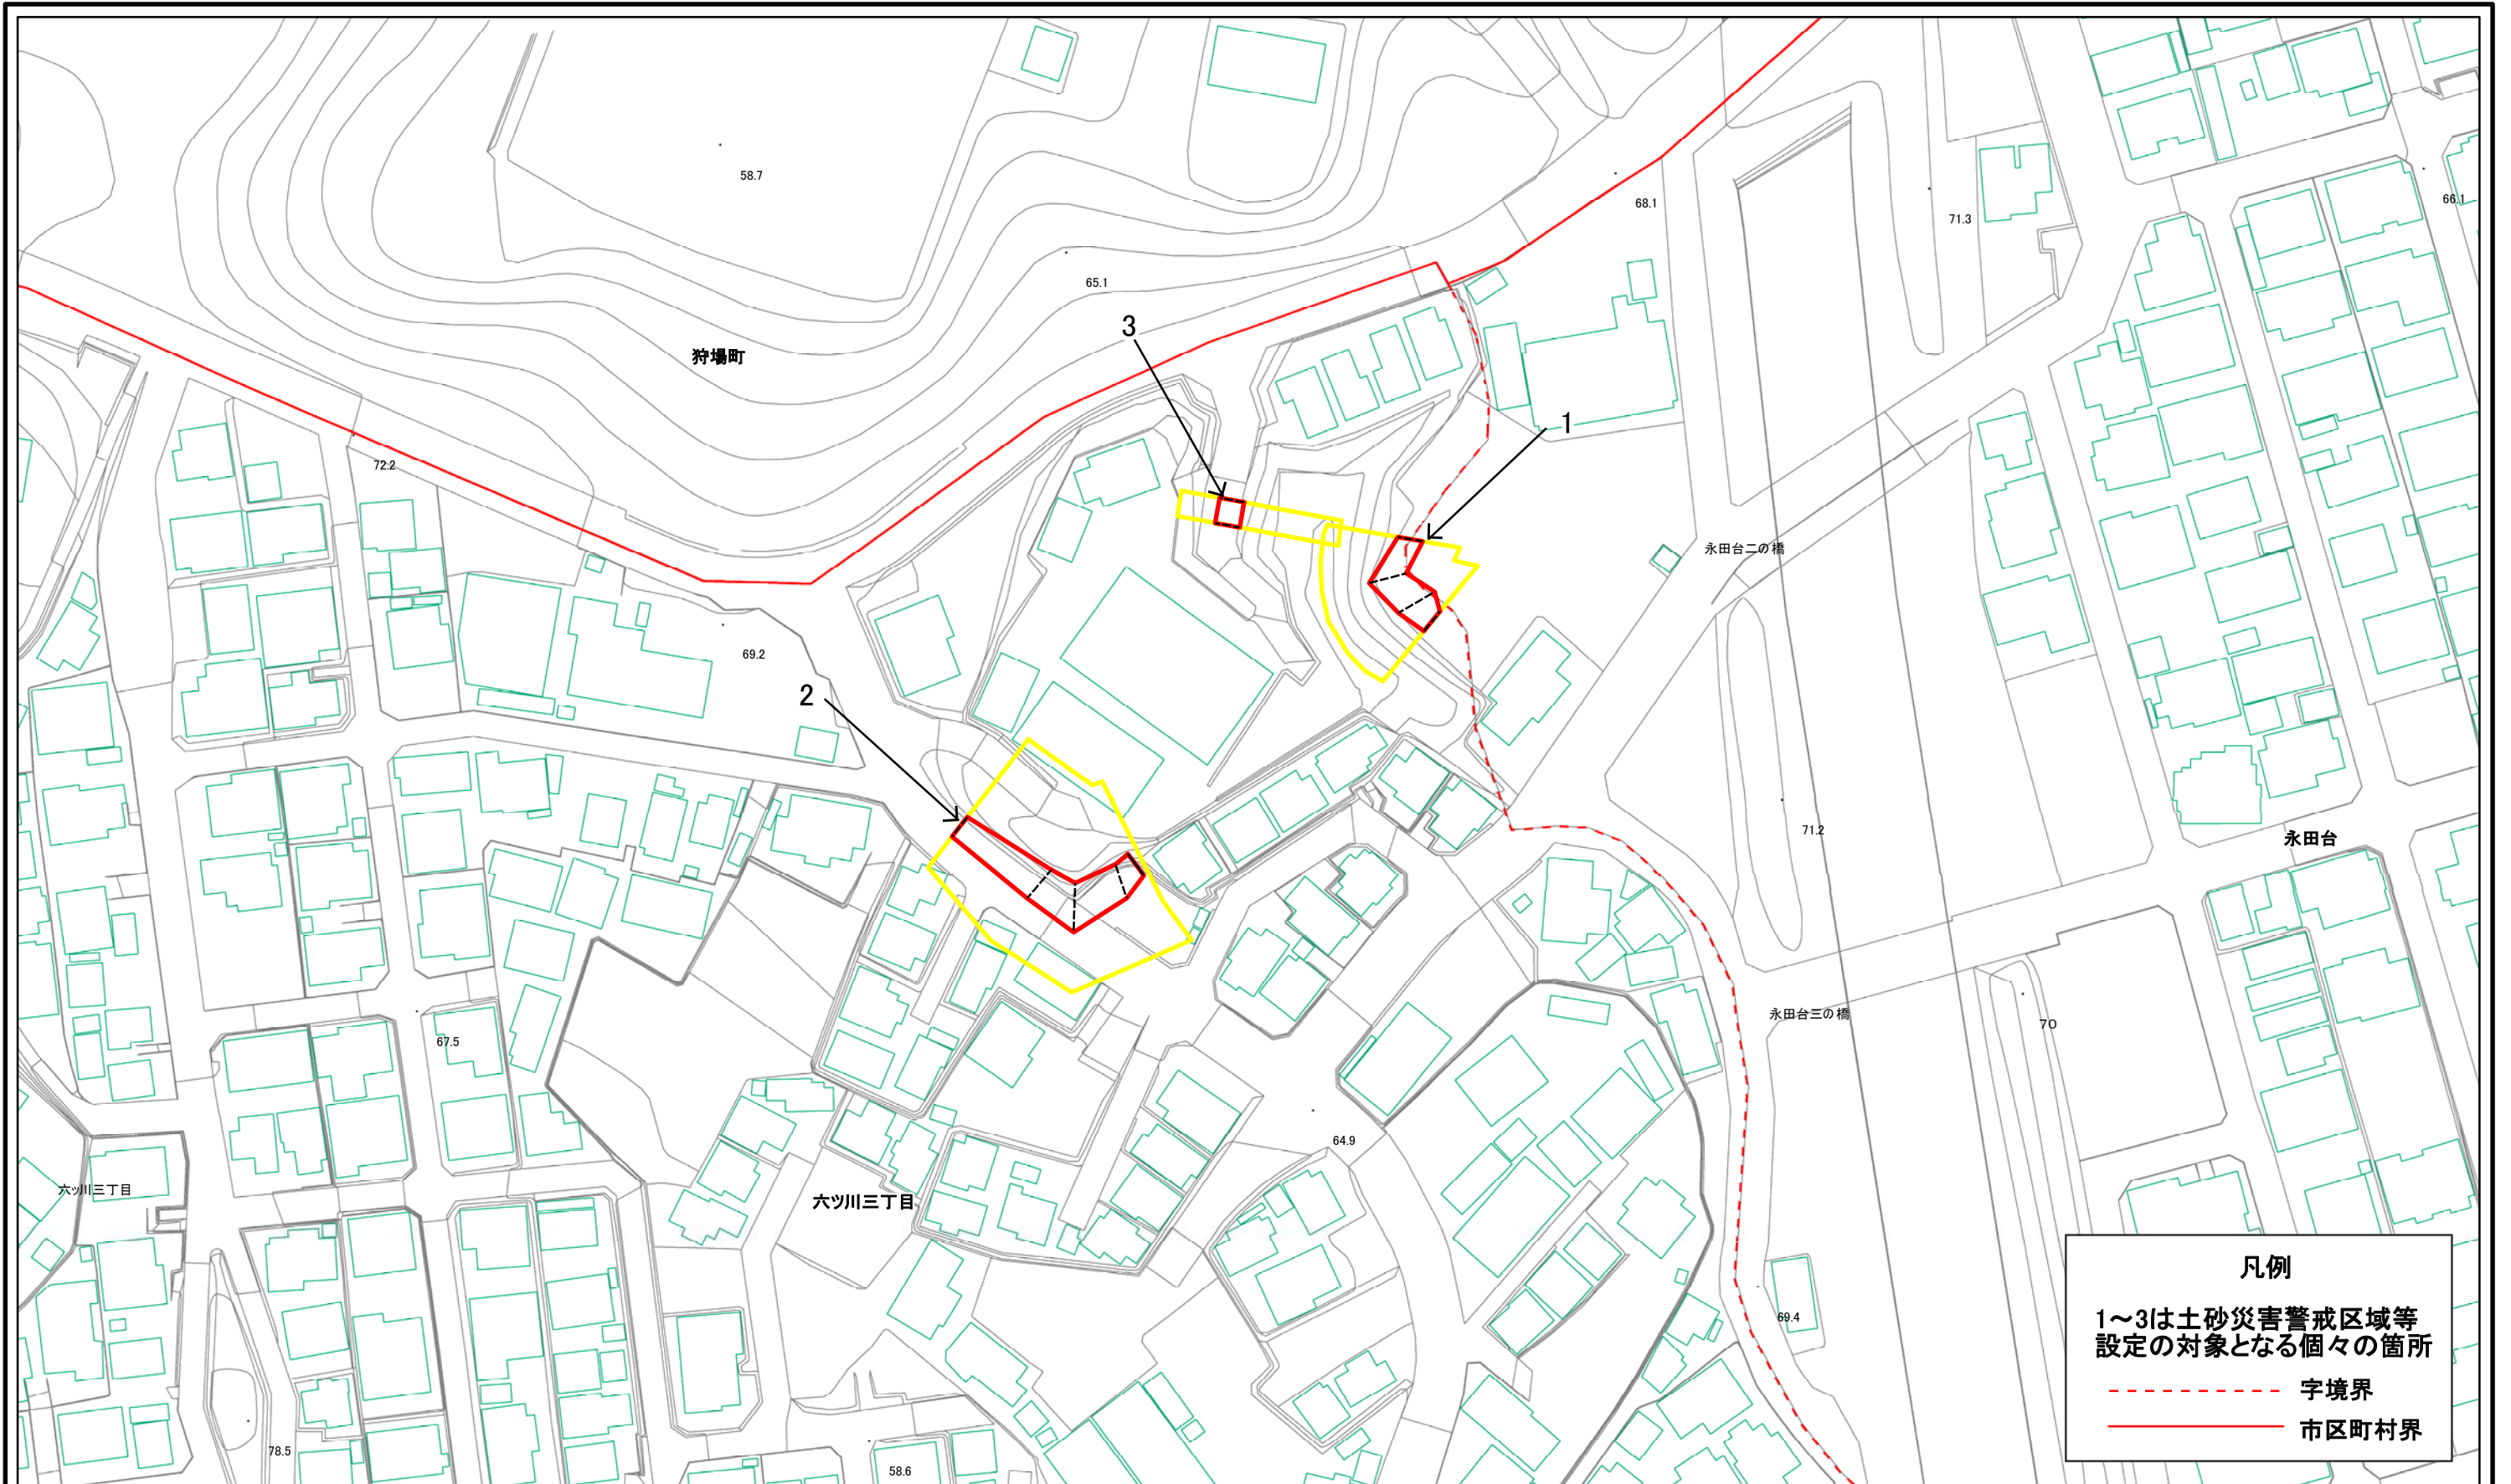 58.7
68.1
71.3
66.1
65.1
3
狩場町
1
72.2
永田台二の橋
69.2
2
71.2
永田台
永田台三の橋
70
67.5
64.9
六ッ川三丁目
六ツ川三丁目
凡例
1～3は土砂災害警戒区域等
設定の対象となる個々の箇所
字境界
市区町村界
69.4
78.5
58.6